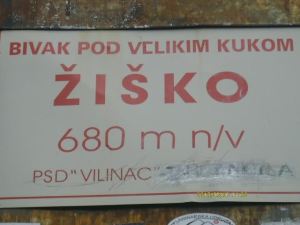 BIVAK POD VELIKIM KUKOM
ŽIŠKO
680 m n/v
PSD "VILINAC"